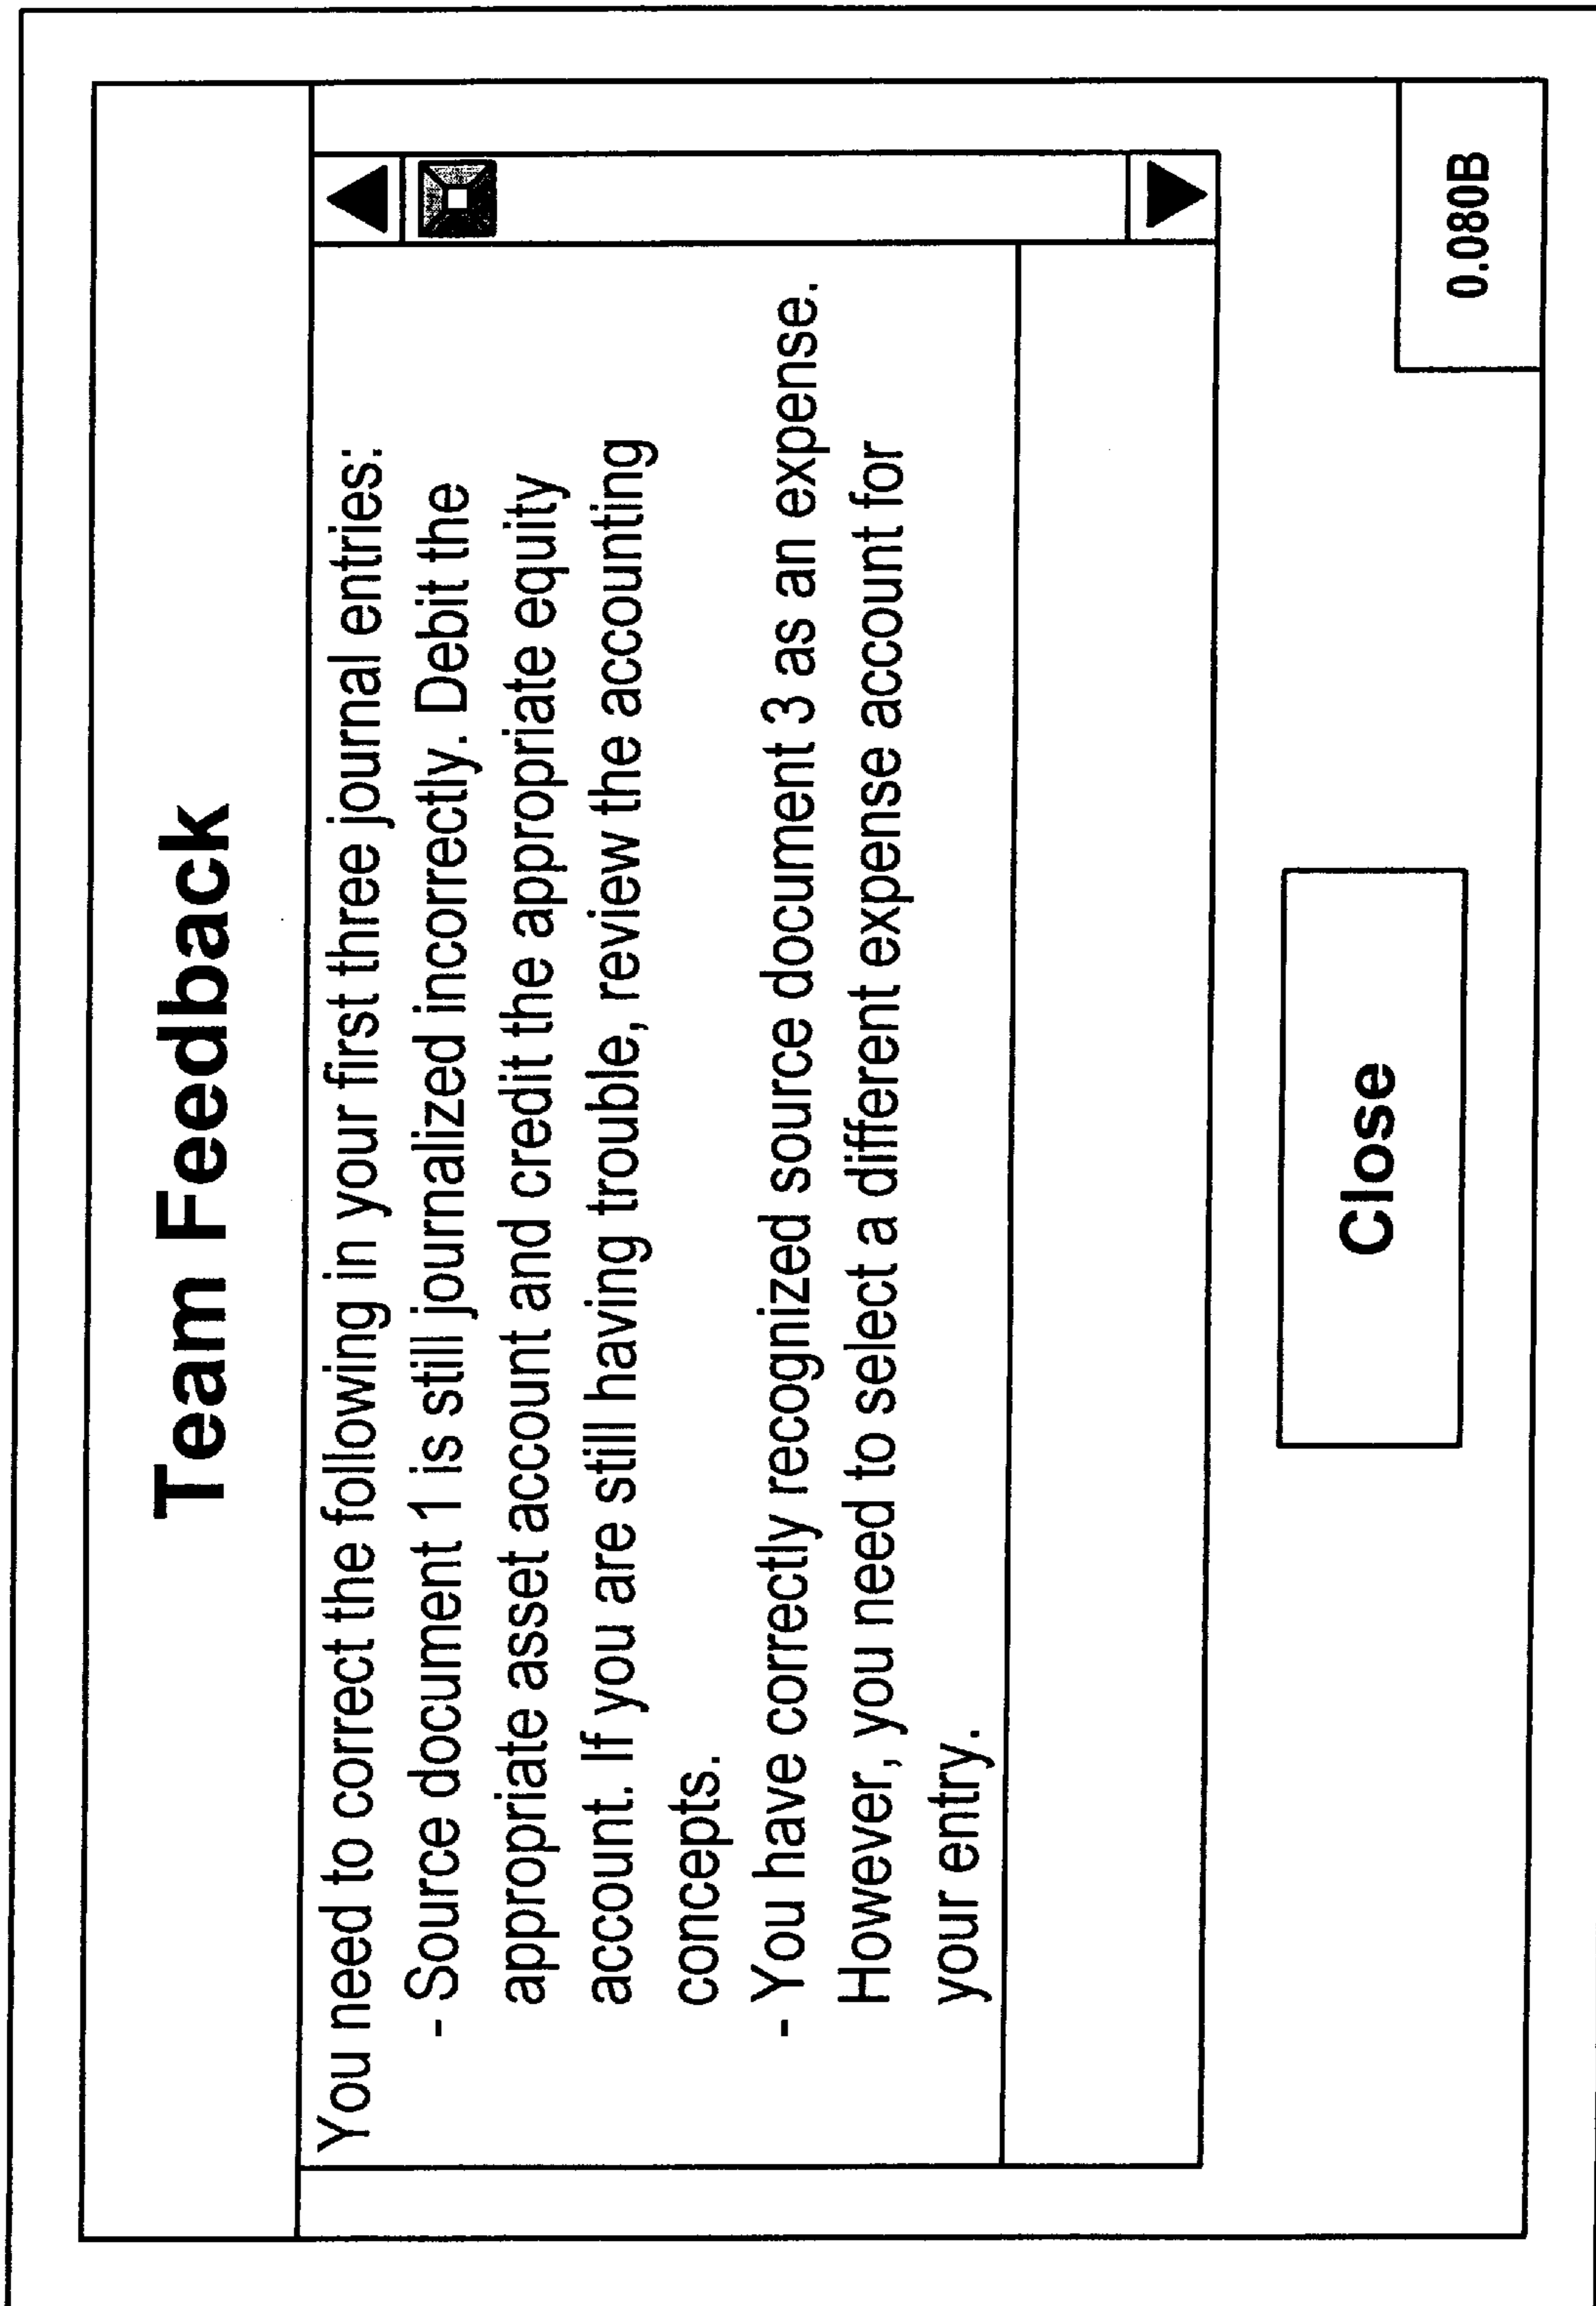 Team Feedback
You need to correct the following in your first three journal entries:
- Source document 1 is still journalized incorrectly. Debit the
appropriate asset account and credit the appropriate equity
account. If you are still having trouble, review the accounting
concepts.
- You have correctly recognized source document 3 as an expense.
However, you need to select a different expense account for
your entry.
Close
0.080B